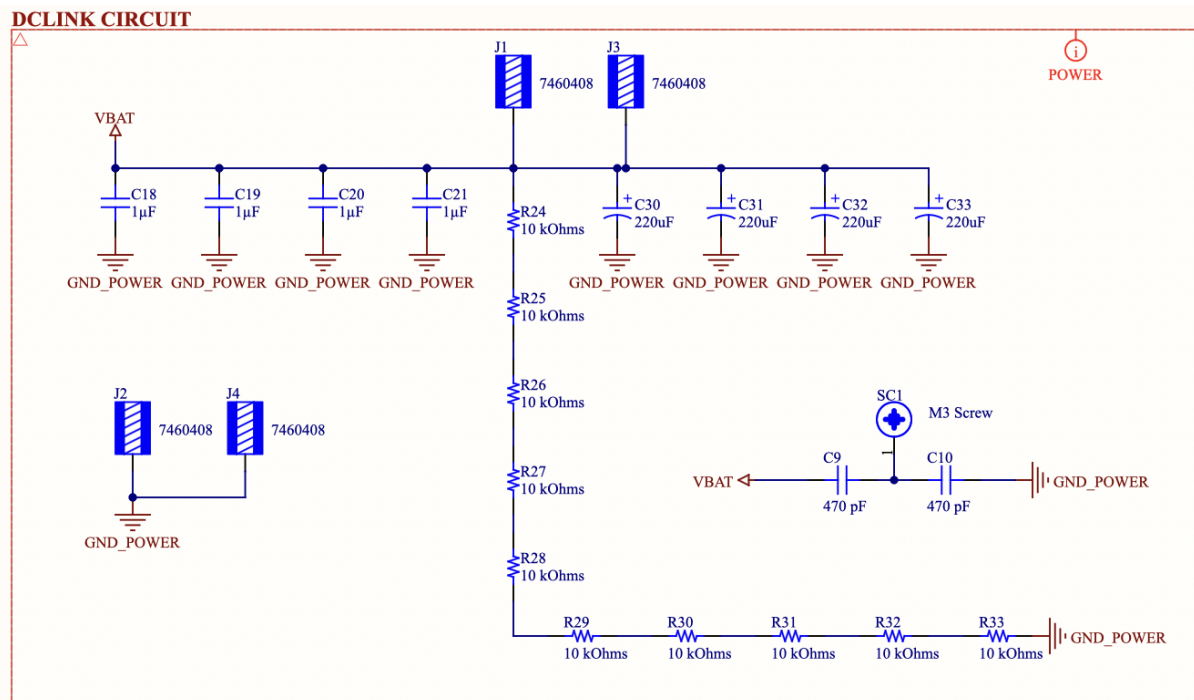 DCLINK CIRCUIT
i
POWER
J1
7460408
J3
7460408
VBAT
C18
1µF
C19
1µF
C20
1µF
C21
1µF
R24
10 kOhms
+
C30
220uF
+
C31
220uF
+
C32
220uF
+
C33
220uF
GND_POWER
GND_POWER
GND_POWER
GND_POWER
GND_POWER
GND_POWER
GND_POWER
GND_POWER
R25
10 kOhms
R26
10 kOhms
J2
7460408
J4
7460408
GND_POWER
SC1
M3 Screw
1
VBAT
C9
470 pF
C10
470 pF
GND_POWER
R27
10 kOhms
R28
10 kOhms
R29
10 kOhms
R30
10 kOhms
R31
10 kOhms
R32
10 kOhms
R33
10 kOhms
GND_POWER